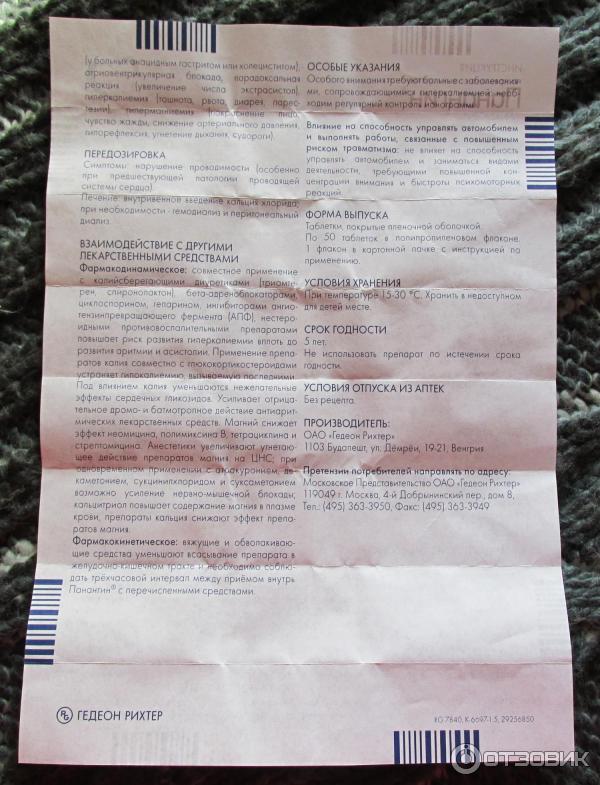 (у больных анацидным гастритом или холециститом),
атриовентрикулярная блокада, парадоксальная
реакция (увеличение числа экстрасистол),
гиперкалиемия (тошнота, рвота, диарея, парес-
тезии), гипермагниемия (покраснение лица,
чувство жажды, снижение артериального давления,
гипорефлексия, угнетение дыхания, судороги).
ПЕРЕДОЗИРОВКА
Симптомы: нарушение проводимости (особенно
при предшествующей патологии проводящей
системы сердца).
Лечение: внутривенное введение кальция хлорида;
при необходимости - гемодиализ и перитонеальный
диализ.
ВЗАИМОДЕЙСТВИЕ С ДРУГИМИ
ЛЕКАРСТВЕННЫМИ СРЕДСТВАМИ
Фармакодинамическое: совместное применение
с калийсберегающими диуретиками (триамте-
рен, спиронолактон), бета-адреноблокаторами,
циклоспорином, гепарином, ингибиторами ангио-
тензинпревращающего фермента (АПФ), нестеро-
идными противовоспалительными препаратами
повышает риск развития гиперкалиемии вплоть до
развития аритмии и асистолии. Применение препа-
ратов калия совместно с глюкокортикостероидами
устраняет гипокалиемию, вызываемую последними.
Под влиянием калия уменьшаются нежелательные
эффекты сердечных гликозидов. Усиливает отрица-
тельное дромо- и батмотропное действие антиарит-
мических лекарственных средств. Магний снижает
эффект неомицина, полимиксина В, тетрациклина и
стрептомицина. Анестетики увеличивают угнетаю-
щее действие препаратов магния на ЦНС; при
одновременном применении с атракуронием, де-
каметонием, сукцинилхлоридом и суксаметонием
возможно усиление нервно-мышечной блокады;
кальцитриол повышает содержание магния в плазме
крови, препараты кальция снижают эффект препа-
ратов магния.
Фармакокинетическое: вяжущие и обволакиваю-
щие средства уменьшают всасывание препарата в
желудочно-кишечном тракте и необходимо соблю-
дать трёхчасовой интервал между приёмом внутрь
Панангин® с перечисленными средствами.
ОСОБЫЕ УКАЗАНИЯ
Особого внимания требуют больные с заболевания-
ми, сопровождающимися гиперкалиемией: необ-
ходим регулярный контроль ионограммы.
Влияние на способность управлять автомобилем
и выполнять работы, связанные с повышенным
риском травматизма: не влияет на способность
управлять автомобилем и заниматься видами
деятельности, требующими повышенной кон-
центрации внимания и быстроты психомоторных
реакций.
ФОРМА ВЫПУСКА
Таблетки, покрытые пленочной оболочкой.
По 50 таблеток в полипропиленовом флаконе.
1 флакон в картонной пачке с инструкцией по
применению.
УСЛОВИЯ ХРАНЕНИЯ
При температуре 15-30 °С. Хранить в недоступном
для детей месте.
СРОК ГОДНОСТИ
5 лет.
Не использовать препарат по истечении срока
годности.
УСЛОВИЯ ОТПУСКА ИЗ АПТЕК
Без рецепта.
ПРОИЗВОДИТЕЛЬ:
ОАО «Гедеон Рихтер»
1103 Будапешт, ул. Дёмрёи, 19-21, Венгрия
Претензии потребителей направлять по адресу:
Московское Представительство ОАО «Гедеон Рихтер»
119049 г. Москва, 4-й Добрынинский пер., дом 8,
Тел.: (495) 363-3950, Факс: (495) 363-3949
ГЕДЕОН РИХТЕР
RG 7840, K-6697-1.5, 29256850
ОТЗОВИК